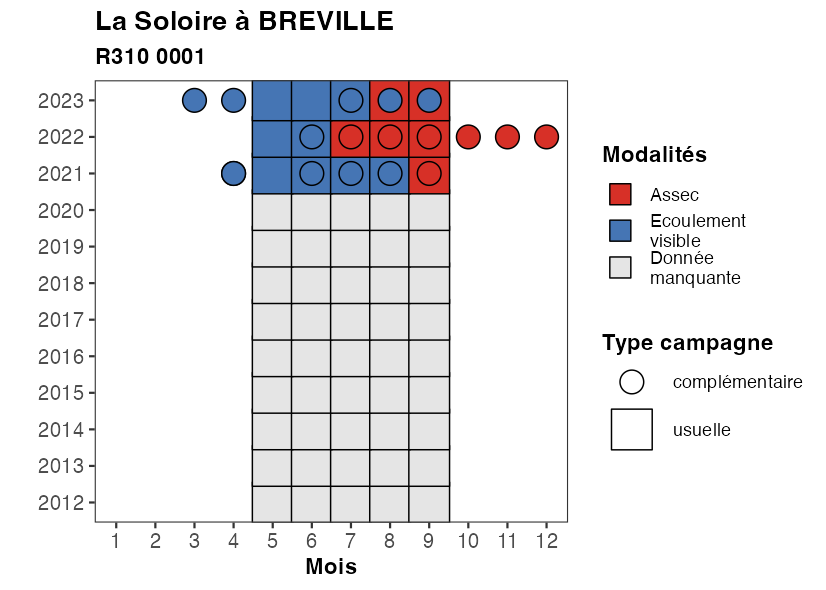 La Soloire à BREVILLE
R310 0001
2023
2022
2021
2020
2019
2018
2017
2016
2015
2014
2013
2012
1 2 3 4 5 6 7 8 9 10 11 12
Mois
Modalités
Assec
Ecoulement
visible
Donnée
manquante
Type campagne
complémentaire
usuelle